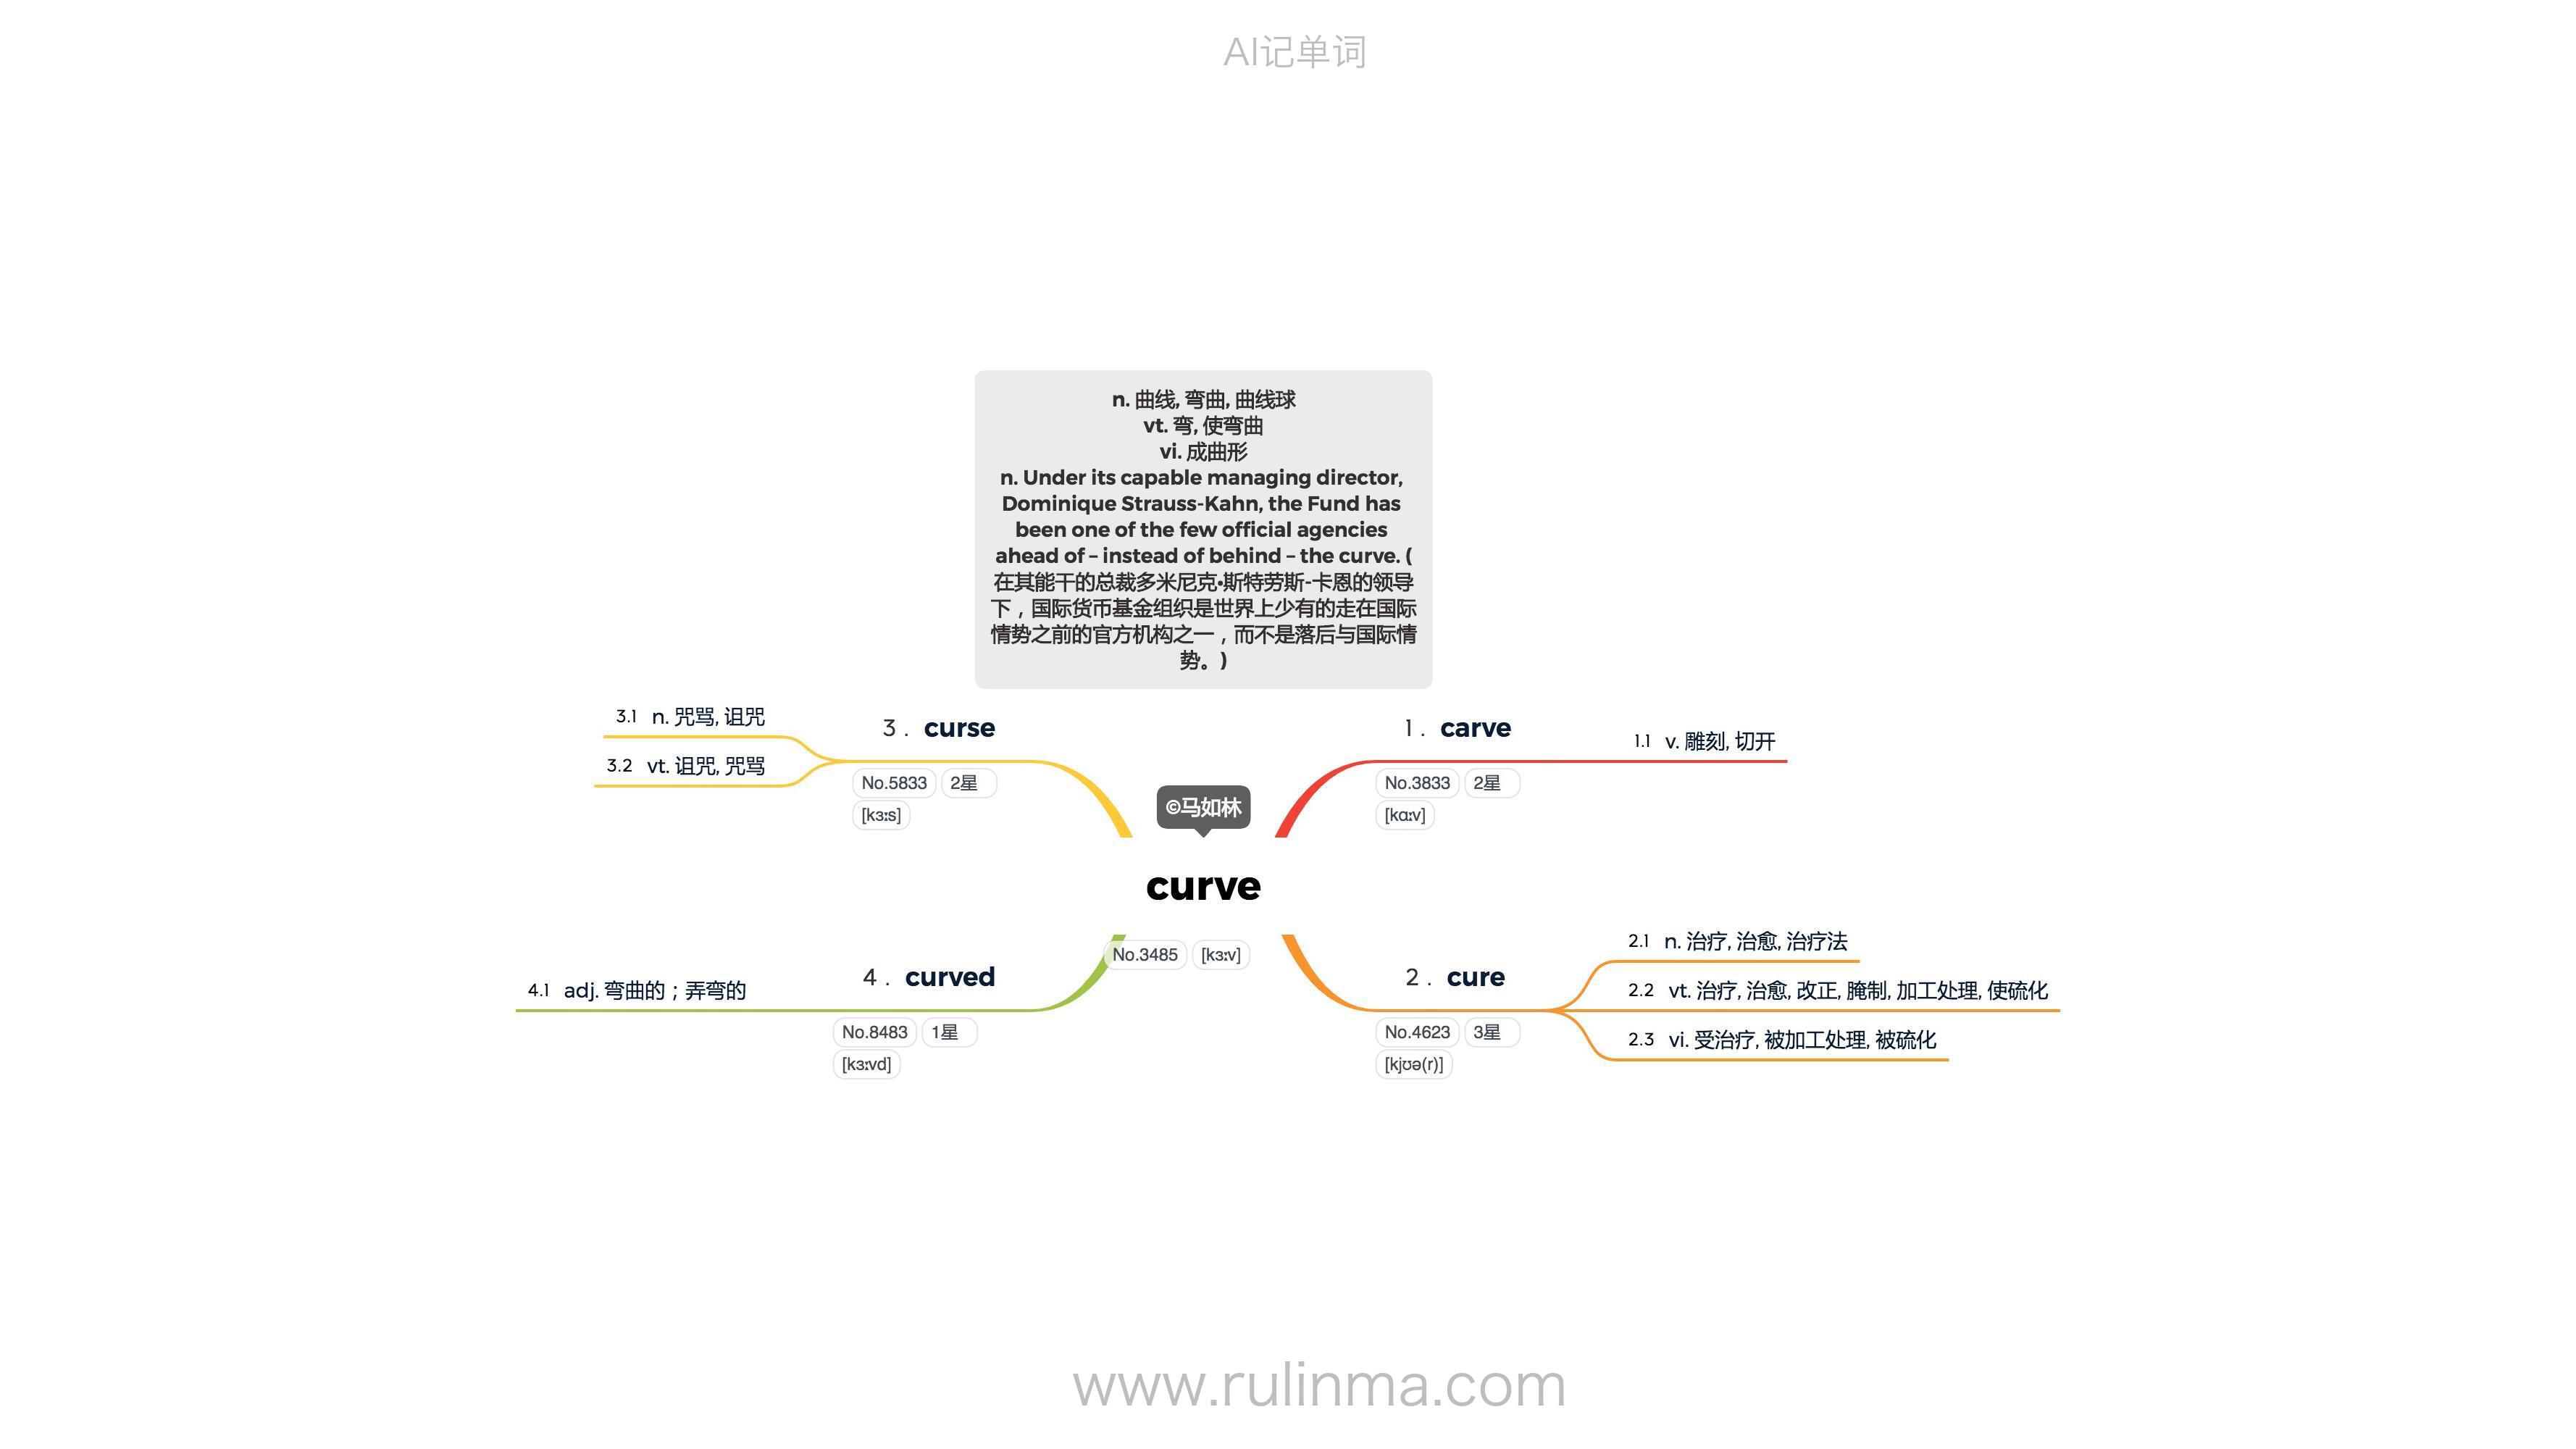 AI记单词
n. 曲线, 弯曲, 曲线球
vt. 弯, 使弯曲
vi. 成曲形
n. Under its capable managing director,
Dominique Strauss-Kahn, the Fund has
been one of the few official agencies
ahead of – instead of behind – the curve. (
在其能干的总裁多米尼克•斯特劳斯-卡恩的领导
下，国际货币基金组织是世界上少有的走在国际
情势之前的官方机构之一，而不是落后与国际情
势。)
©马如林
curve
No.3485 [kɜːv]
1. carve
No.3833 2星
[kɑːv]
1.1 v. 雕刻, 切开
2. cure
No.4623 3星
[kjʊə(r)]
2.1 n. 治疗, 治愈, 治疗法
2.2 vt. 治疗, 治愈, 改正, 腌制, 加工处理, 使硫化
2.3 vi. 受治疗, 被加工处理, 被硫化
3. curse
No.5833 2星
[kɜːs]
3.1 n. 咒骂, 诅咒
3.2 vt. 诅咒, 咒骂
4. curved
No.8483 1星
[kɜːvd]
4.1 adj. 弯曲的；弄弯的
www.rulinma.com